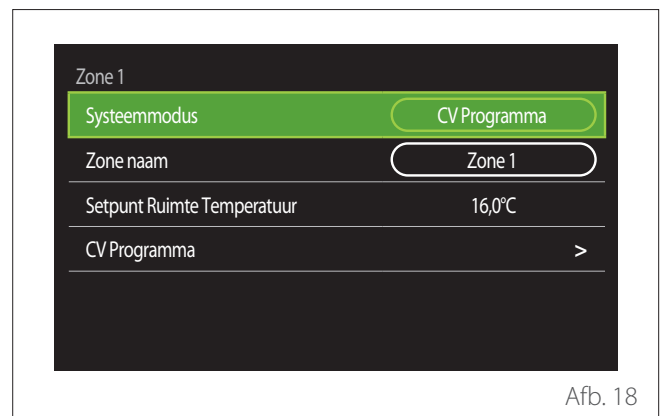 Zone 1
Systeemmodus CV Programma
Zone naam Zone 1
Setpunt Ruimte Temperatuur 16,0°C
CV Programma >
Afb. 18